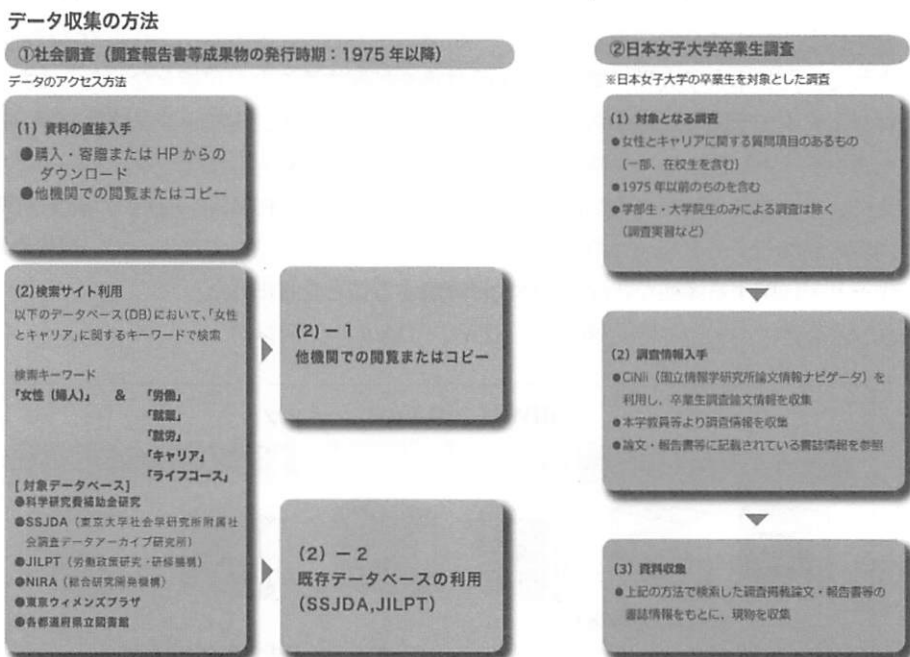 データ収集の方法
①社会調査（調査報告書等成果物の発行時期：1975年以降）
データのアクセス方法
(1) 資料の直接入手
●購入・寄贈または HP からの
ダウンロード
●他機関での閲覧またはコピー
(2)検索サイト利用
以下のデータベース(DB)において、「女性
とキャリア」に関するキーワードで検索
検索キーワード
「女性（婦人）」 & 「労働」
「就業」
「就労」
「キャリア」
「ライフコース」
[対象データベース]
●科学研究費補助金研究
●SSJDA（東京大学社会学研究所附属社
会調査データアーカイブ研究所）
●JILPT（労働政策研究・研修機構）
●NIRA（総合研究開発機構）
●東京ウィメンズプラザ
●各都道府県立図書館
(2) － 1
他機関での閲覧またはコピー
(2) － 2
既存データベースの利用
(SSJDA,JILPT)
②日本女子大学卒業生調査
※日本女子大学の卒業生を対象とした調査
(1) 対象となる調査
●女性とキャリアに関する質問項目のあるもの
（一部、在校生を含む）
●1975年以前のものを含む
●学部生・大学院生のみによる調査は除く
（調査実習など）
(2) 調査情報入手
●CiNii（国立情報学研究所論文情報ナビゲータ）を
利用し、卒業生調査論文情報を収集
●本学教員等より調査情報を収集
●論文・報告書等に記載されている書誌情報を参照
(3) 資料収集
●上記の方法で検索した調査掲載論文・報告書等の
書誌情報をもとに、現物を収集